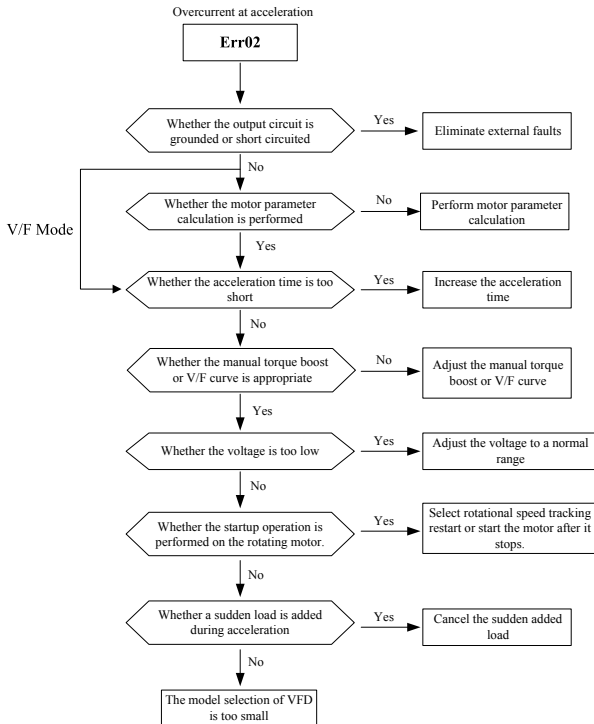 Overcurrent at acceleration
Err02
Whether the output circuit is
grounded or short circuited
Yes
Eliminate external faults
No
Whether the motor parameter
calculation is performed
No
Perform motor parameter
calculation
V/F Mode
Yes
Whether the acceleration time is too
short
Yes
Increase the acceleration
time
No
Whether the manual torque boost
or V/F curve is appropriate
No
Adjust the manual torque
boost or V/F curve
Yes
Whether the voltage is too low
Yes
Adjust the voltage to a normal
range
No
Whether the startup operation is
performed on the rotating motor.
Yes
Select rotational speed tracking
restart or start the motor after it
stops.
No
Whether a sudden load is added
during acceleration
Yes
Cancel the sudden added
load
No
The model selection of VFD
is too small